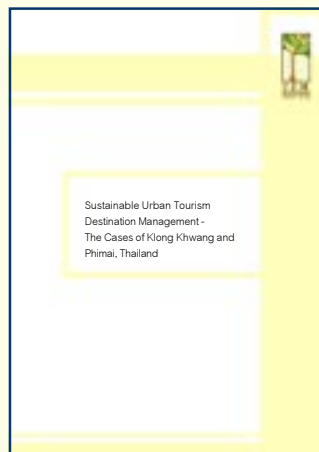 Sustainable Urban Tourism
Destination Management -
The Cases of Klong Khwang and
Phimai, Thailand